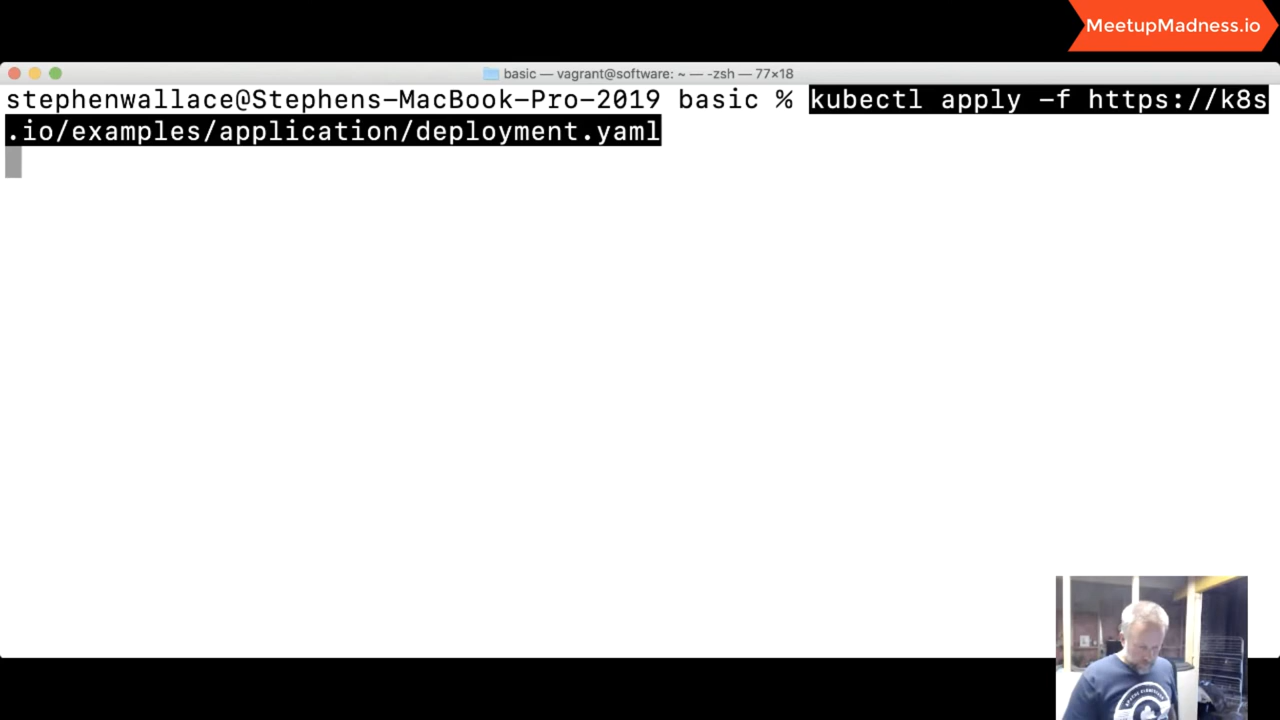 MeetupMadness.io
basic — vagrant@software: ~ — -zsh — 77×18
stephenwallace@Stephens-MacBook-Pro-2019 basic % kubectl apply -f https://k8s
.io/examples/application/deployment.yaml